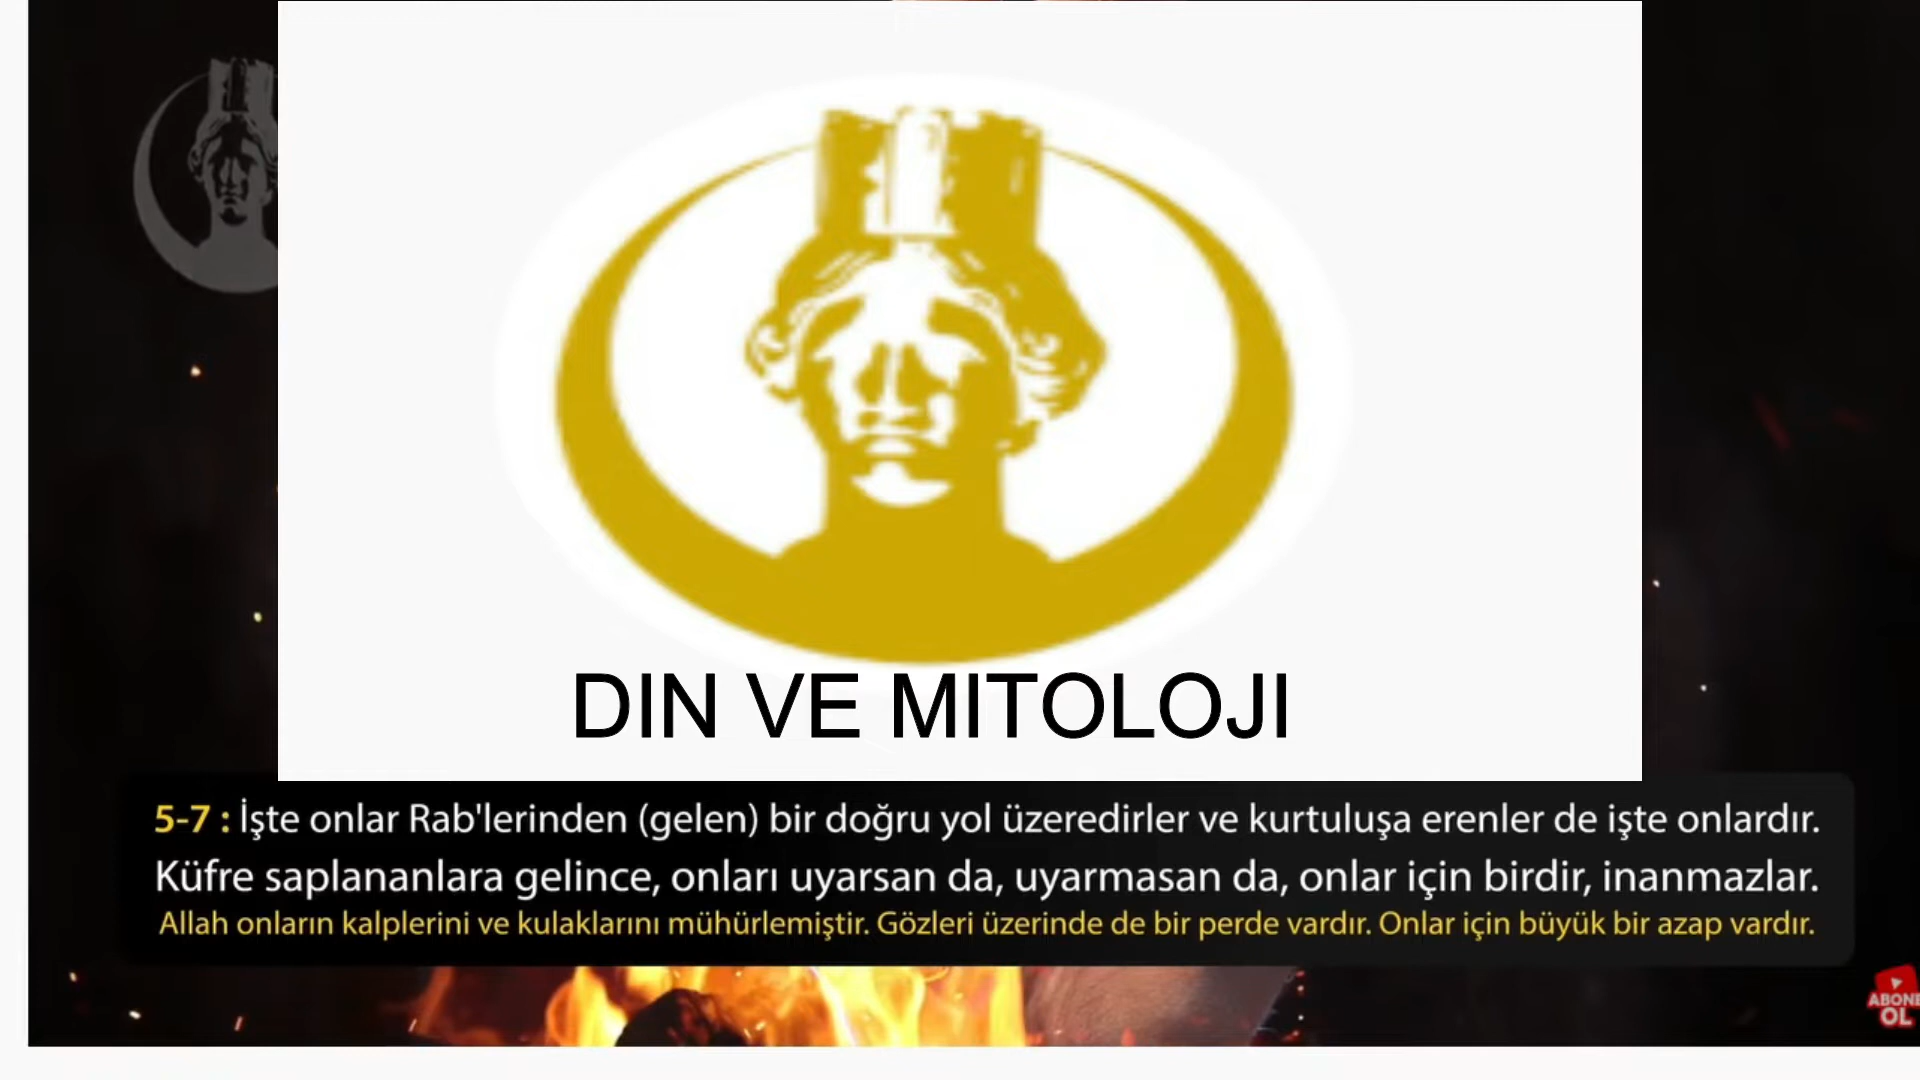 DIN VE MITOLOJI
5-7 : İşte onlar Rab'lerinden (gelen) bir doğru yol üzeredirler ve kurtuluşa erenler de işte onlardır.
Küfre saplananlara gelince, onları uyarsan da, uyarmasan da, onlar için birdir, inanmazlar.
Allah onların kalplerini ve kulaklarını mühürlemiştir. Gözleri üzerinde de bir perde vardır. Onlar için büyük bir azap vardır.
ABONE
OL